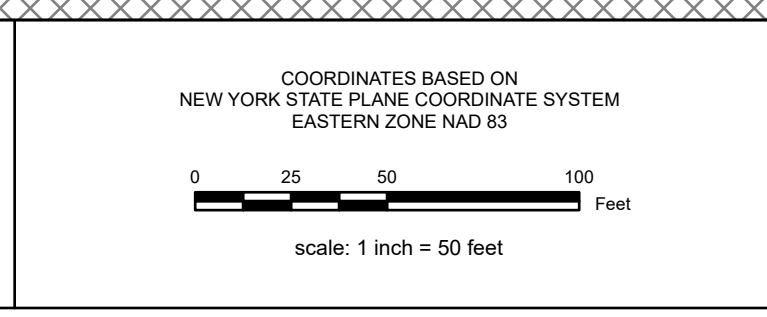 COORDINATES BASED ON
NEW YORK STATE PLANE COORDINATE SYSTEM
EASTERN ZONE NAD 83
0 25 50 100
Feet
scale: 1 inch = 50 feet